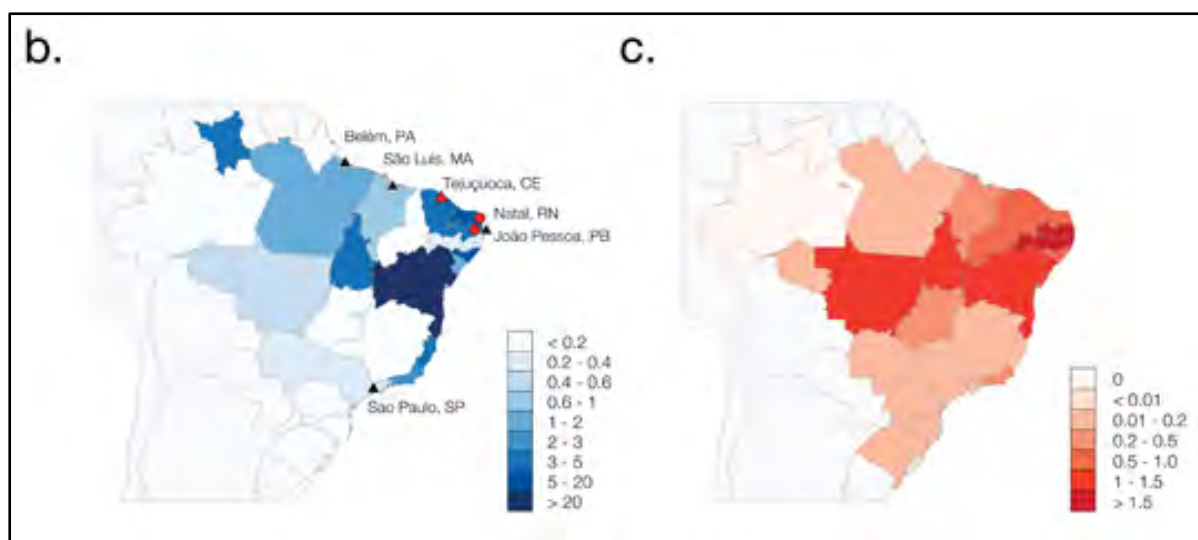 b.
Belém, PA
São Luis, MA
Tejuçuoca, CE
Natal, RN
João Pessoa, PB
Sao Paulo, SP
< 0.2
0.2 - 0.4
0.4 - 0.6
0.6 - 1
1 - 2
2 - 3
3 - 5
5 - 20
> 20
c.
0
< 0.01
0.01 - 0.2
0.2 - 0.5
0.5 - 1.0
1 - 1.5
> 1.5